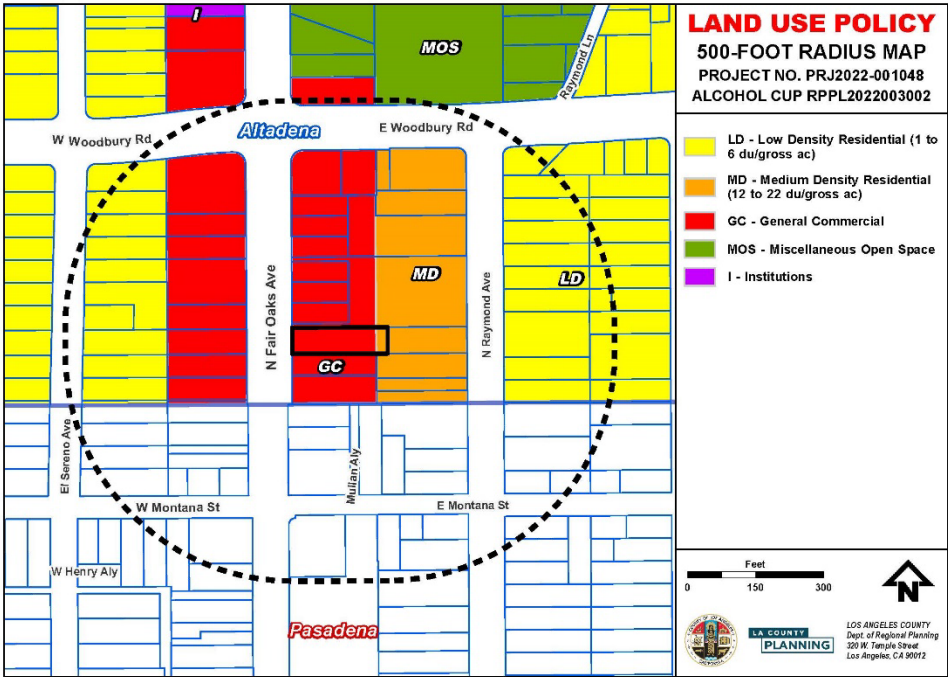 I
MOS
Raymond Ln
W Woodbury Rd
Altadena
E Woodbury Rd
N Fair Oaks Ave
MD
N Raymond Ave
LD
GC
El Sereno Ave
Mullan Aly
W Montana St
E Montana St
W Henry Aly
Pasadena
LAND USE POLICY
500-FOOT RADIUS MAP
PROJECT NO. PRJ2022-001048
ALCOHOL CUP RPPL2022003002
LD - Low Density Residential (1 to
6 du/gross ac)
MD - Medium Density Residential
(12 to 22 du/gross ac)
GC - General Commercial
MOS - Miscellaneous Open Space
I - Institutions
Feet
0 150 300
N
LA COUNTY
PLANNING
LOS ANGELES COUNTY
Dept. of Regional Planning
320 W. Temple Street
Los Angeles, CA 90012